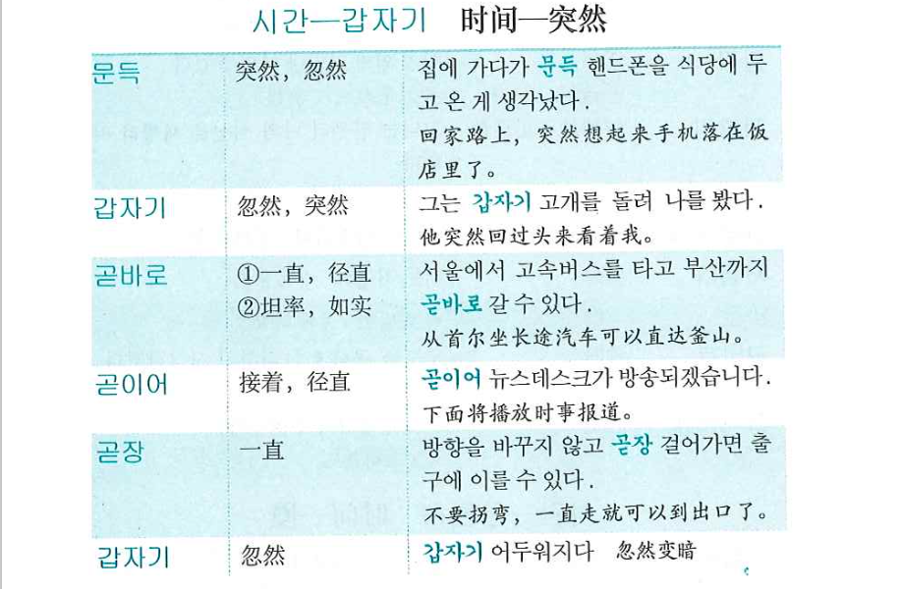 시간—갑자기 时间—突然
문득 突然，忽然 집에 가다가 문득 핸드폰을 식당에 두
고 온 게 생각났다.
回家路上，突然想起来手机落在饭
店里了。
갑자기 忽然，突然 그는 갑자기 고개를 돌려 나를 봤다.
他突然回过头来看着我。
곧바로 ①一直，径直 서울에서 고속버스를 타고 부산까지
②坦率，如实 곧바로 갈 수 있다.
从首尔坐长途汽车可以直达釜山。
곧이어 接着，径直 곧이어 뉴스데스크가 방송되겠습니다.
下面将播放时事报道。
곧장 一直 방향을 바꾸지 않고 곧장 걸어가면 출
구에 이를 수 있다.
不要拐弯，一直走就可以到出口了。
갑자기 忽然 갑자기 어두워지다 忽然变暗